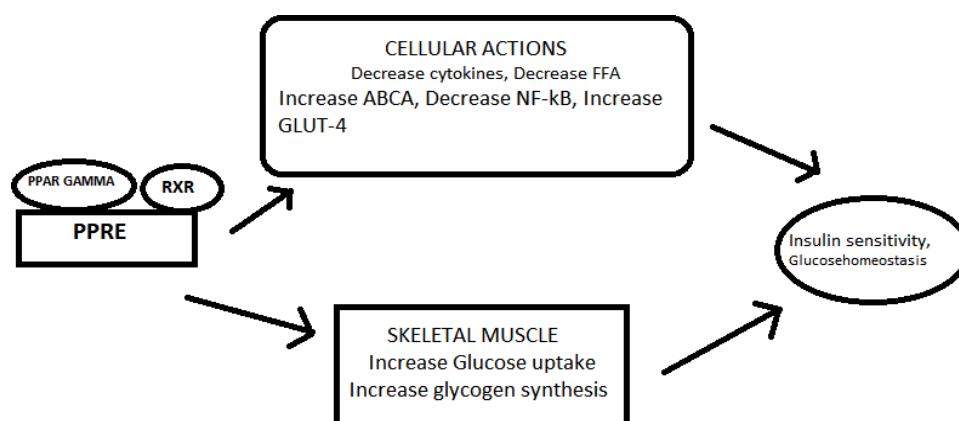 CELLULAR ACTIONS
Decrease cytokines, Decrease FFA
Increase ABCA, Decrease NF-kB, Increase
GLUT-4
PPAR GAMMA
RXR
PPRE
Insulin sensitivity,
Glucosehomeostasis
SKELETAL MUSCLE
Increase Glucose uptake
Increase glycogen synthesis